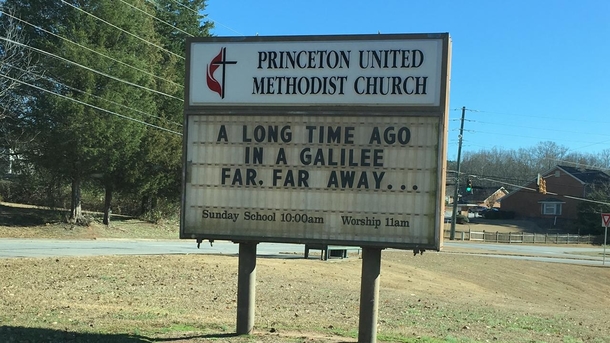 PRINCETON UNITED
METHODIST CHURCH
A LONG TIME AGO
IN A GALILEE
FAR, FAR AWAY...
Sunday School 10:00am Worship 11am